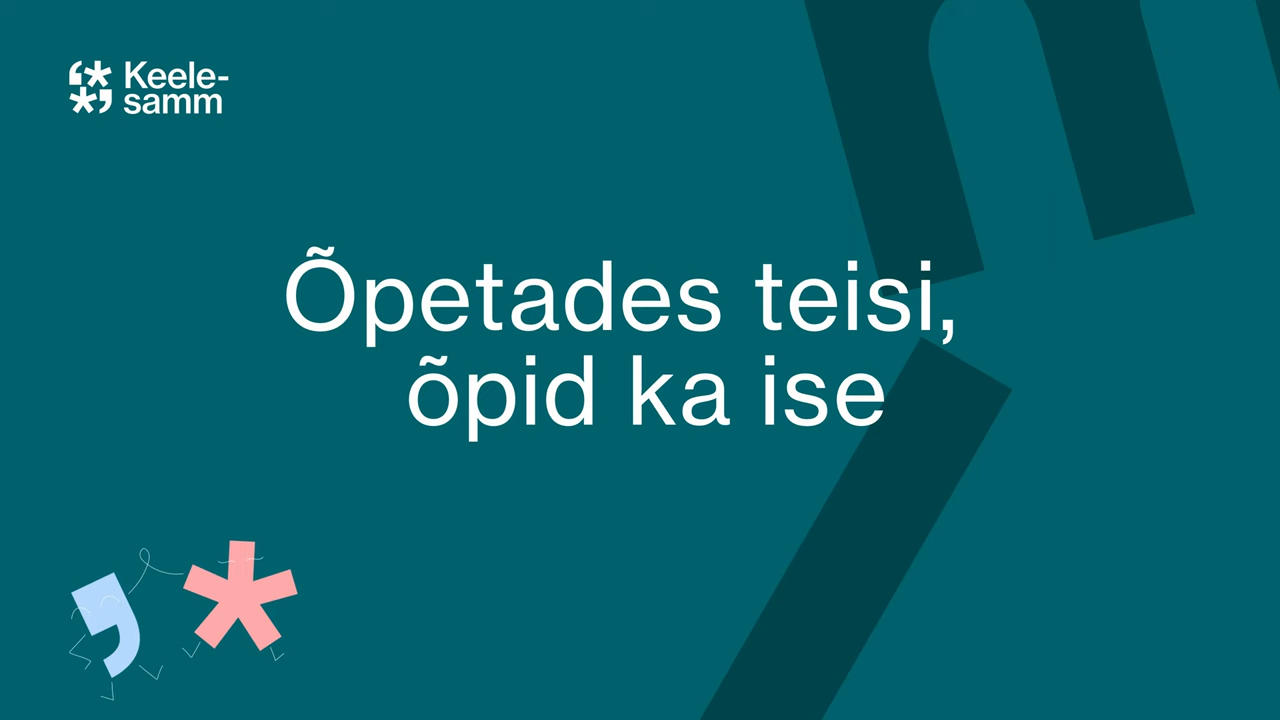 Keele-
samm
Õpetades teisi,
õpid ka ise